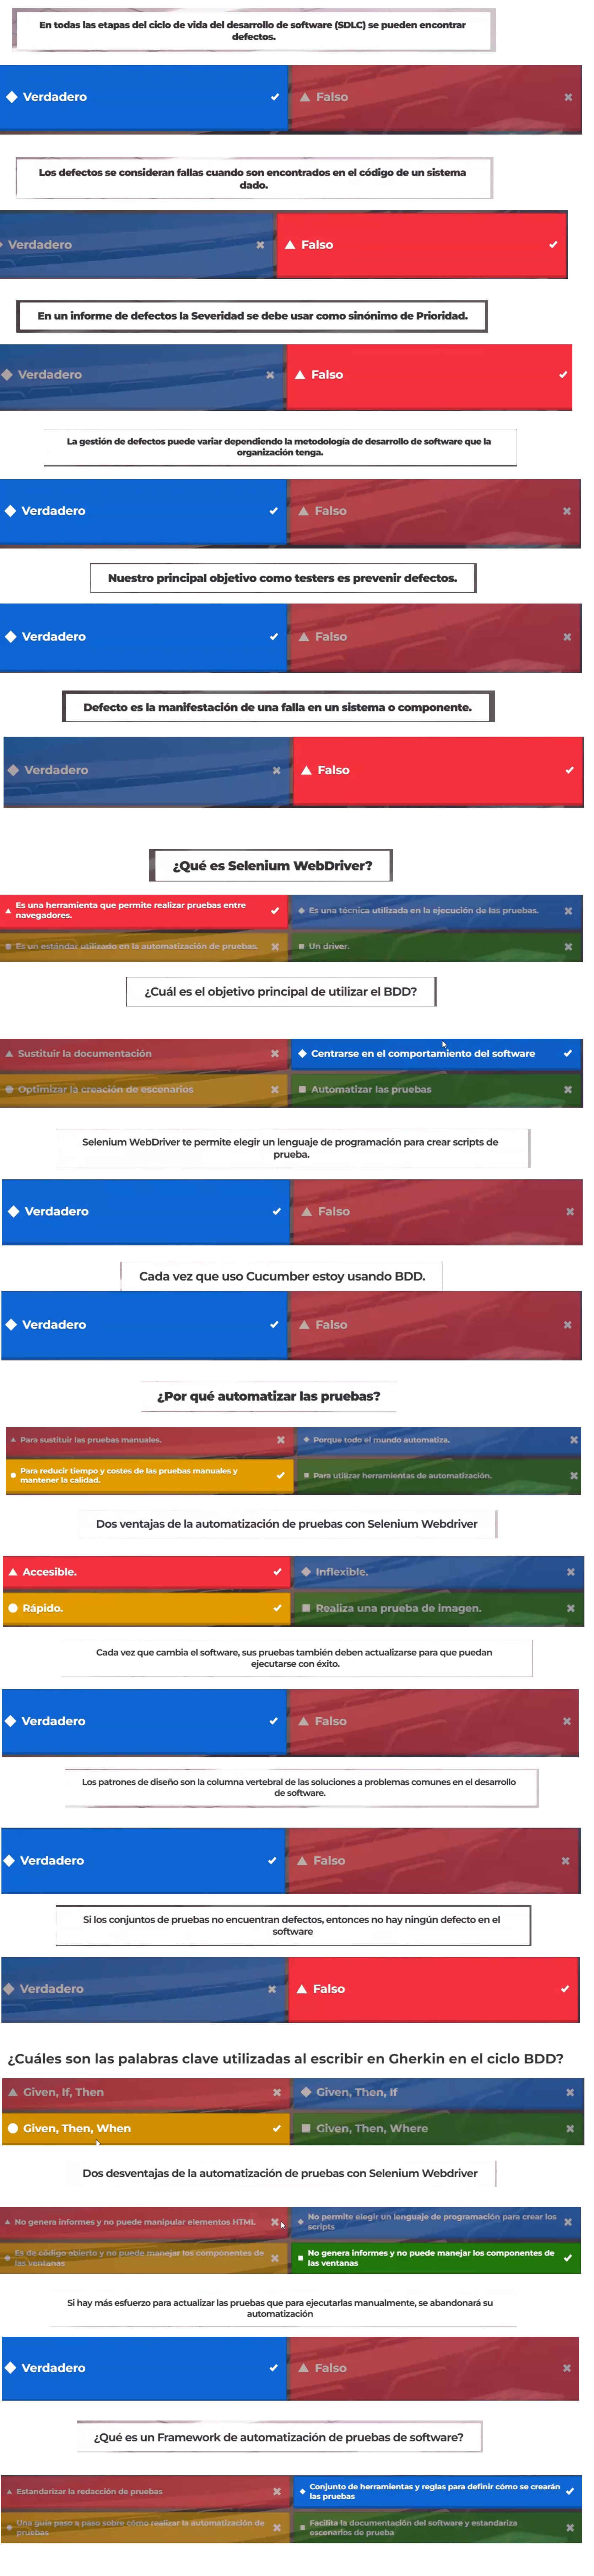 En todas las etapas del ciclo de vida del desarrollo de software (SDLC) se pueden encontrar
defectos.
Verdadero
Falso
Los defectos se consideran fallas cuando son encontrados en el código de un sistema
dado.
Verdadero
Falso
En un informe de defectos la Severidad se debe usar como sinónimo de Prioridad.
Verdadero
Falso
La gestión de defectos puede variar dependiendo la metodología de desarrollo de software que la
organización tenga.
Verdadero
Falso
Nuestro principal objetivo como testers es prevenir defectos.
Verdadero
Falso
Defecto es la manifestación de una falla en un sistema o componente.
Verdadero
Falso
¿Qué es Selenium WebDriver?
Es una herramienta que permite realizar pruebas entre
navegadores.
Es una técnica utilizada en la ejecución de las pruebas.
Es un estándar utilizado en la automatización de pruebas.
Un driver.
¿Cuál es el objetivo principal de utilizar el BDD?
Sustituir la documentación
Centrarse en el comportamiento del software
Optimizar la creación de escenarios
Automatizar las pruebas
Selenium WebDriver te permite elegir un lenguaje de programación para crear scripts de
prueba.
Verdadero
Falso
Cada vez que uso Cucumber estoy usando BDD.
Verdadero
Falso
¿Por qué automatizar las pruebas?
Para sustituir las pruebas manuales.
Porque todo el mundo automatiza.
Para reducir tiempo y costes de las pruebas manuales y
mantener la calidad.
Para utilizar herramientas de automatización.
Dos ventajas de la automatización de pruebas con Selenium Webdriver
Accesible.
Inflexible.
Rápido.
Realiza una prueba de imagen.
Cada vez que cambia el software, sus pruebas también deben actualizarse para que puedan
ejecutarse con éxito.
Verdadero
Falso
Los patrones de diseño son la columna vertebral de las soluciones a problemas comunes en el desarrollo
de software.
Verdadero
Falso
Si los conjuntos de pruebas no encuentran defectos, entonces no hay ningún defecto en el
software
Verdadero
Falso
¿Cuáles son las palabras clave utilizadas al escribir en Gherkin en el ciclo BDD?
Given, If, Then
Given, Then, If
Given, Then, When
Given, Then, Where
Dos desventajas de la automatización de pruebas con Selenium Webdriver
No genera informes y no puede manipular elementos HTML
No permite elegir un lenguaje de programación para crear los
scripts
Es de código abierto y no puede manejar los componentes de
las ventanas
No genera informes y no puede manejar los componentes de
las ventanas
Si hay más esfuerzo para actualizar las pruebas que para ejecutarlas manualmente, se abandonará su
automatización
Verdadero
Falso
¿Qué es un Framework de automatización de pruebas de software?
Estandarizar la redacción de pruebas
Conjunto de herramientas y reglas para definir cómo se crearán
las pruebas
Una guía paso a paso sobre cómo realizar la automatización de
pruebas
Facilita la documentación del software y estandariza
escenarios de prueba